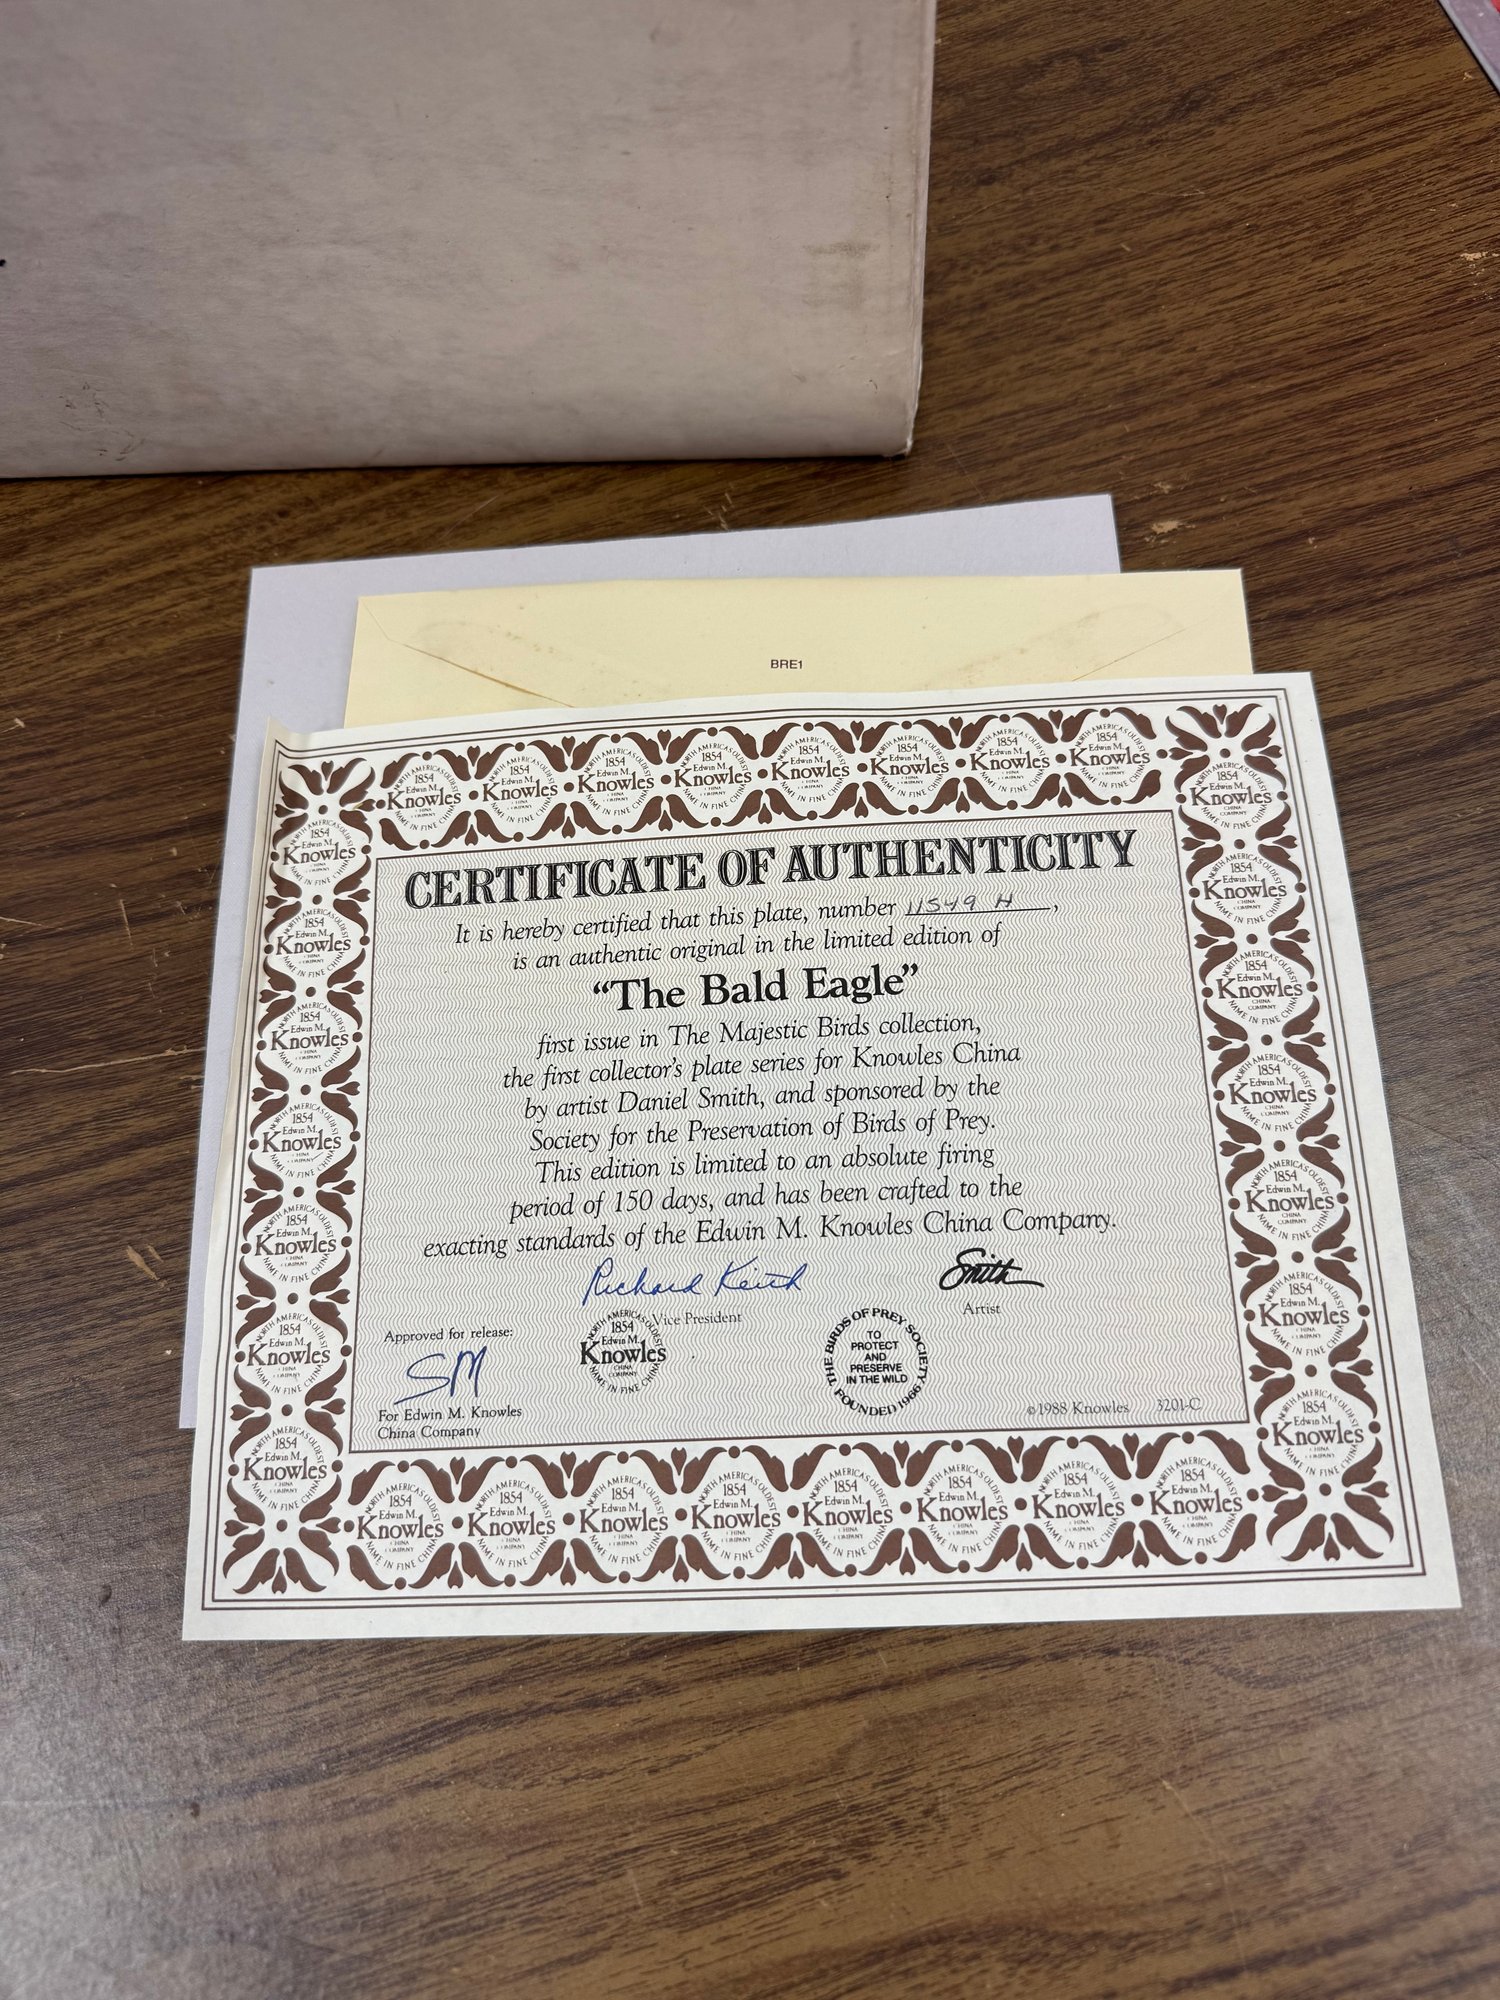 BRE1
CERTIFICATE OF AUTHENTICITY
It is hereby certified that this plate, number 11549 H,
is an authentic original in the limited edition of
“The Bald Eagle”
first issue in The Majestic Birds collection,
the first collector's plate series for Knowles China
by artist Daniel Smith, and sponsored by the
Society for the Preservation of Birds of Prey.
This edition is limited to an absolute firing
period of 150 days, and has been crafted to the
exacting standards of the Edwin M. Knowles China Company.
Richard Keith
Vice President
Smith
Artist
Approved for release:
SM
For Edwin M. Knowles
China Company
NORTH AMERICA'S OLDEST
1854
Edwin M.
Knowles
CHINA
COMPANY
NAME IN FINE CHINA
THE BIRDS OF PREY SOCIETY
TO
PROTECT
AND
PRESERVE
IN THE WILD
FOUNDED 1966
©1988 Knowles 3201-C